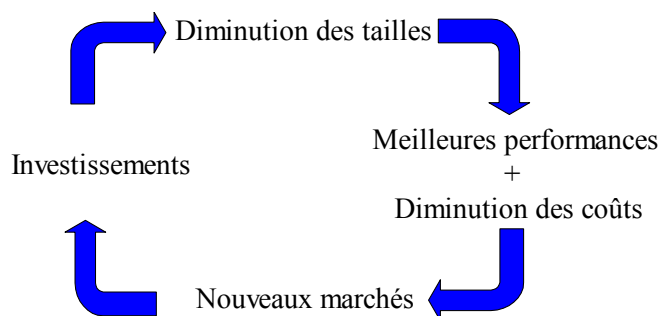 Diminution des tailles
Meilleures performances
+
Diminution des coûts
Investissements
Nouveaux marchés